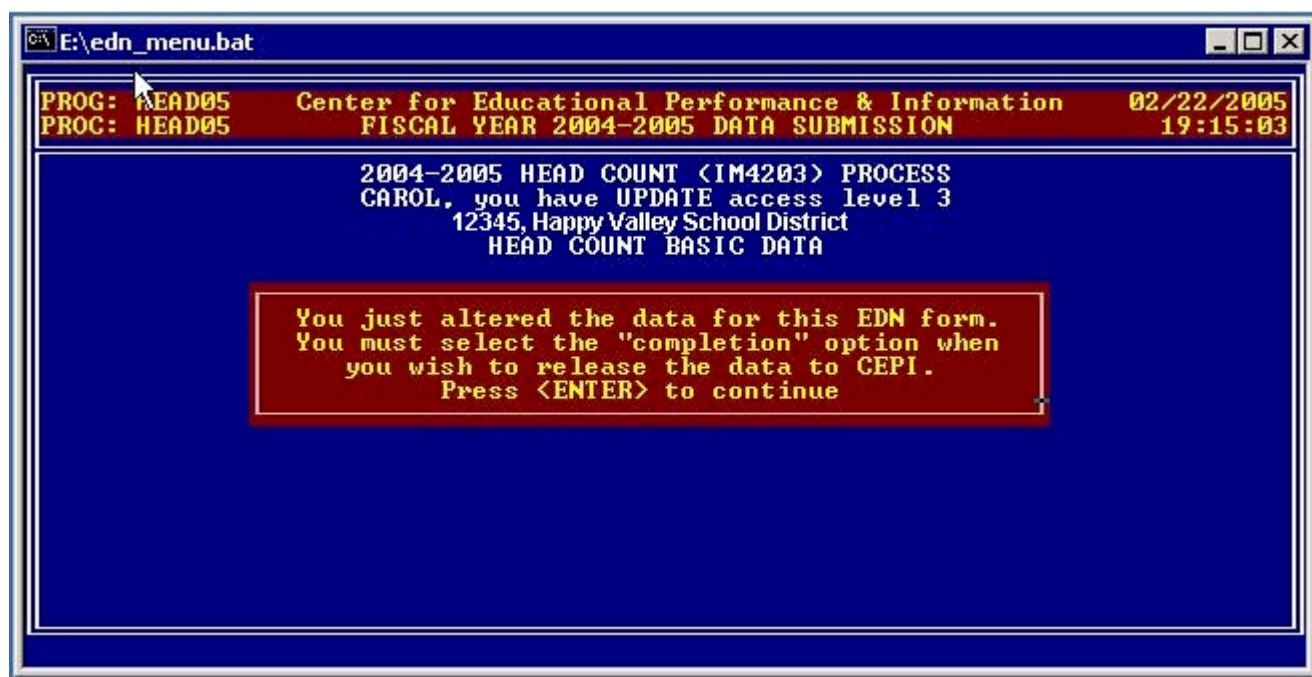 E:\edn_menu.bat
PROG: HEAD05 Center for Educational Performance & Information 02/22/2005
PROC: HEAD05 FISCAL YEAR 2004-2005 DATA SUBMISSION 19:15:03
2004-2005 HEAD COUNT (IM4203) PROCESS
CAROL, you have UPDATE access level 3
12345, Happy Valley School District
HEAD COUNT BASIC DATA
You just altered the data for this EDN form.
You must select the "completion" option when
you wish to release the data to CEPI.
Press <ENTER> to continue